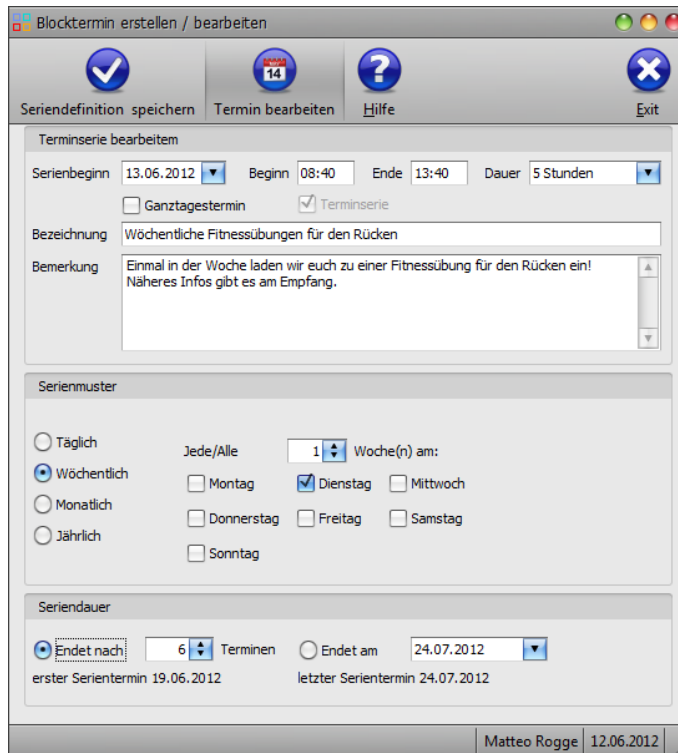 Blocktermin erstellen / bearbeiten
Seriendefinition speichern
14
Termin bearbeiten
?
Hilfe
Exit
Terminserie bearbeitem
Serienbeginn 13.06.2012 Beginn 08:40 Ende 13:40 Dauer 5 Stunden
Ganztagestermin Terminserie
Bezeichnung Wöchentliche Fitnessübungen für den Rücken
Bemerkung Einmal in der Woche laden wir euch zu einer Fitnessübung für den Rücken ein!
Näheres Infos gibt es am Empfang.
Serienmuster
Täglich
Wöchentlich
Monatlich
Jährlich
Jede/Alle 1 Woche(n) am:
Montag Dienstag Mittwoch
Donnerstag Freitag Samstag
Sonntag
Seriendauer
Endet nach 6 Terminen Endet am 24.07.2012
erster Serientermin 19.06.2012 letzter Serientermin 24.07.2012
Matteo Rogge 12.06.2012